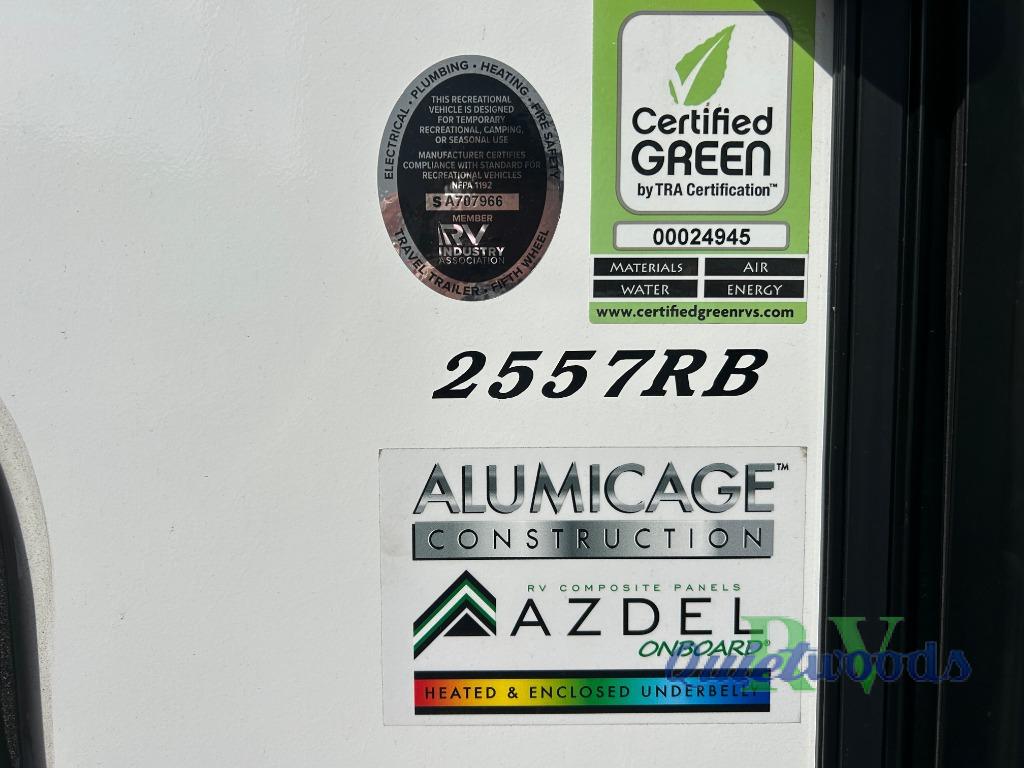 ELECTRICAL • PLUMBING • HEATING • FIRE SAFETY
THIS RECREATIONAL
VEHICLE IS DESIGNED
FOR TEMPORARY
RECREATIONAL, CAMPING,
OR SEASONAL USE
MANUFACTURER CERTIFIES
COMPLIANCE WITH STANDARD FOR
RECREATIONAL VEHICLES
NFPA 1192
S A707966
MEMBER
RV
INDUSTRY
ASSOCIATION
TRAVEL TRAILER • FIFTH WHEEL
Certified
GREEN
by TRA Certification™
00024945
MATERIALS AIR
WATER ENERGY
www.certifiedgreenrvs.com
2557RB
ALUMICAGE™
CONSTRUCTION
RV COMPOSITE PANELS
AZDEL
ONBOARD®
HEATED & ENCLOSED UNDERBELLY
Quietwoods
RV